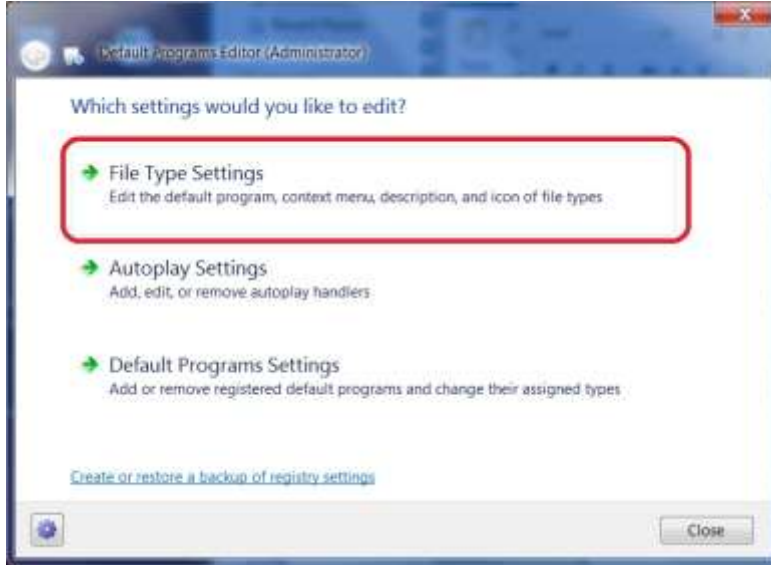 Default Programs Editor (Administrator)
Which settings would you like to edit?
File Type Settings
Edit the default program, context menu, description, and icon of file types
Autoplay Settings
Add, edit, or remove autoplay handlers
Default Programs Settings
Add or remove registered default programs and change their assigned types
Create or restore a backup of registry settings
Close